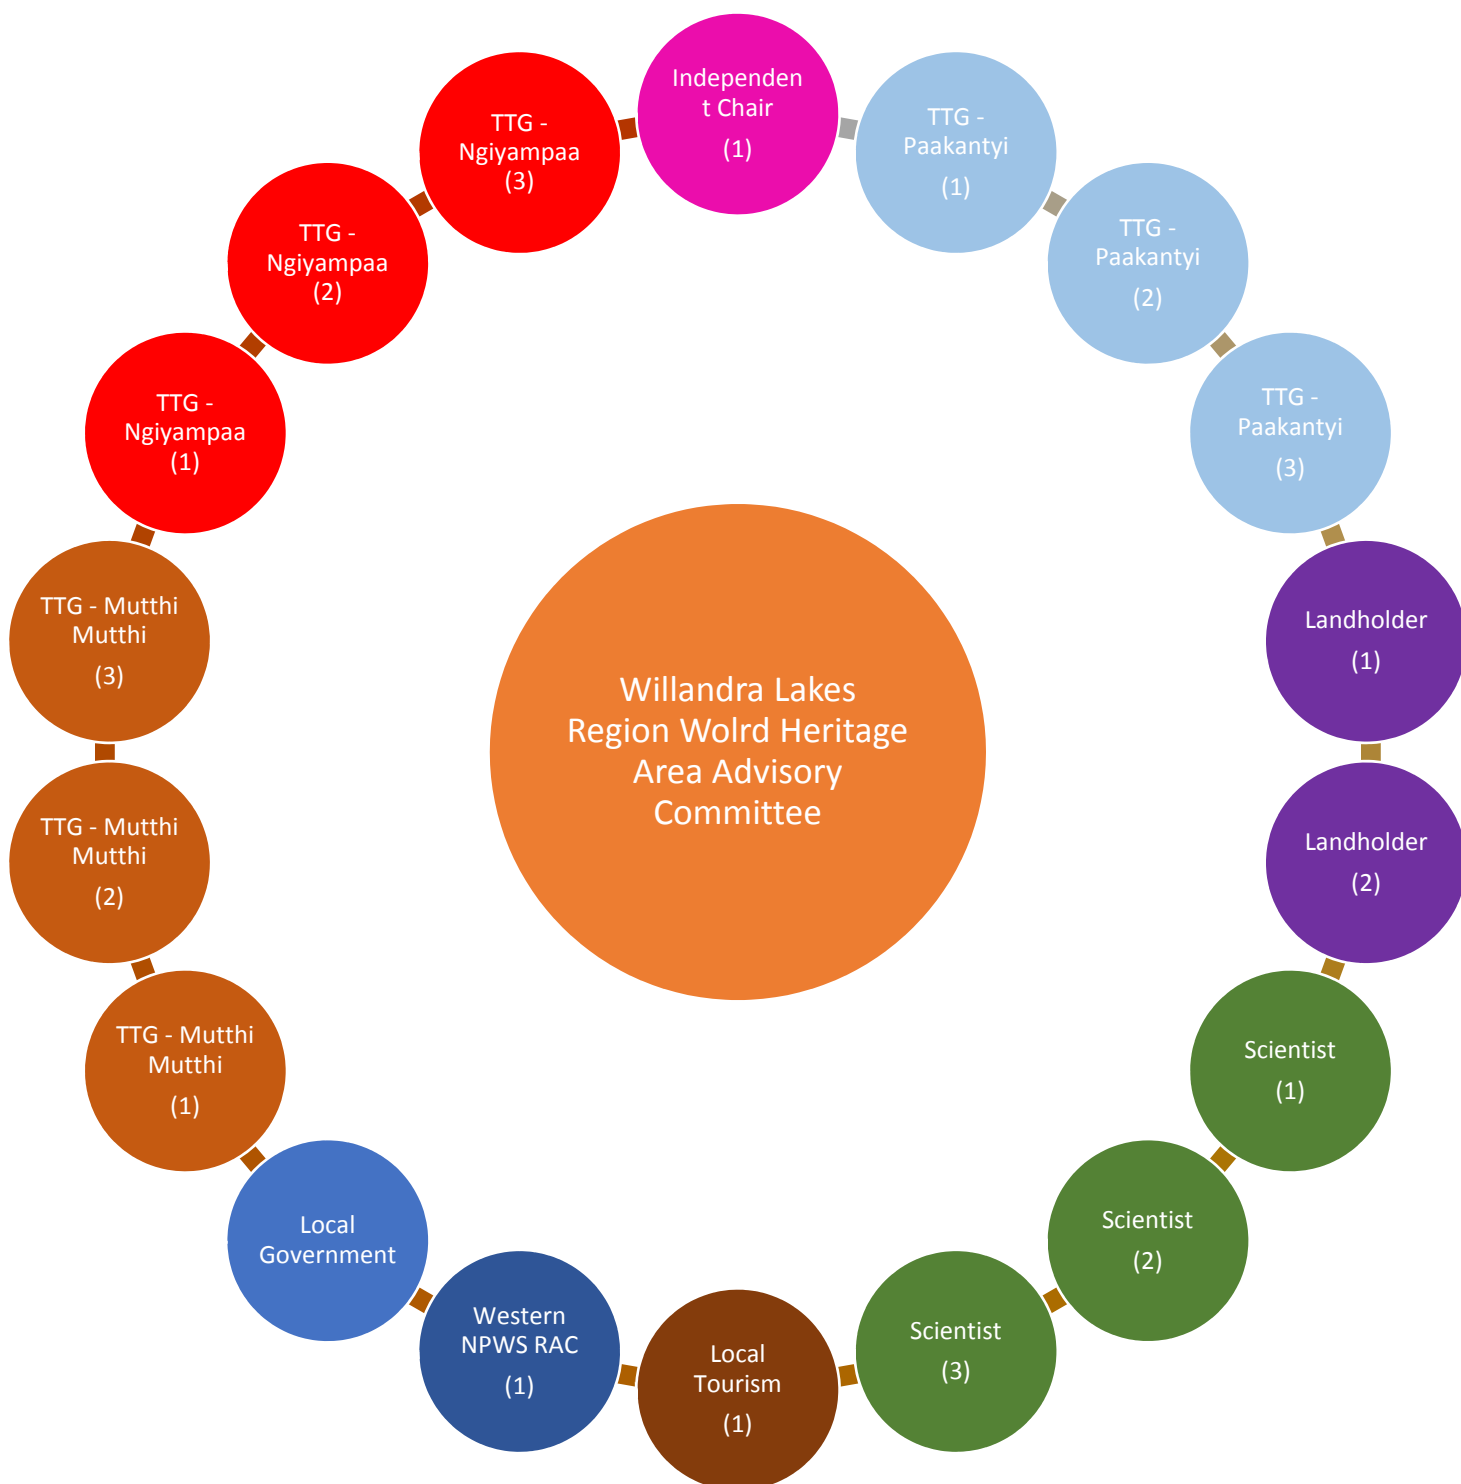 Independen
t Chair
(1)
TTG -
Paakantyi
(1)
TTG -
Paakantyi
(2)
TTG -
Paakantyi
(3)
Landholder
(1)
Landholder
(2)
Scientist
(1)
Scientist
(2)
Scientist
(3)
Local
Tourism
(1)
Western
NPWS RAC
(1)
Local
Government
TTG - Mutthi
Mutthi
(1)
TTG - Mutthi
Mutthi
(2)
TTG - Mutthi
Mutthi
(3)
TTG -
Ngiyampaa
(1)
TTG -
Ngiyampaa
(2)
TTG -
Ngiyampaa
(3)
Willandra Lakes
Region Wolrd Heritage
Area Advisory
Committee